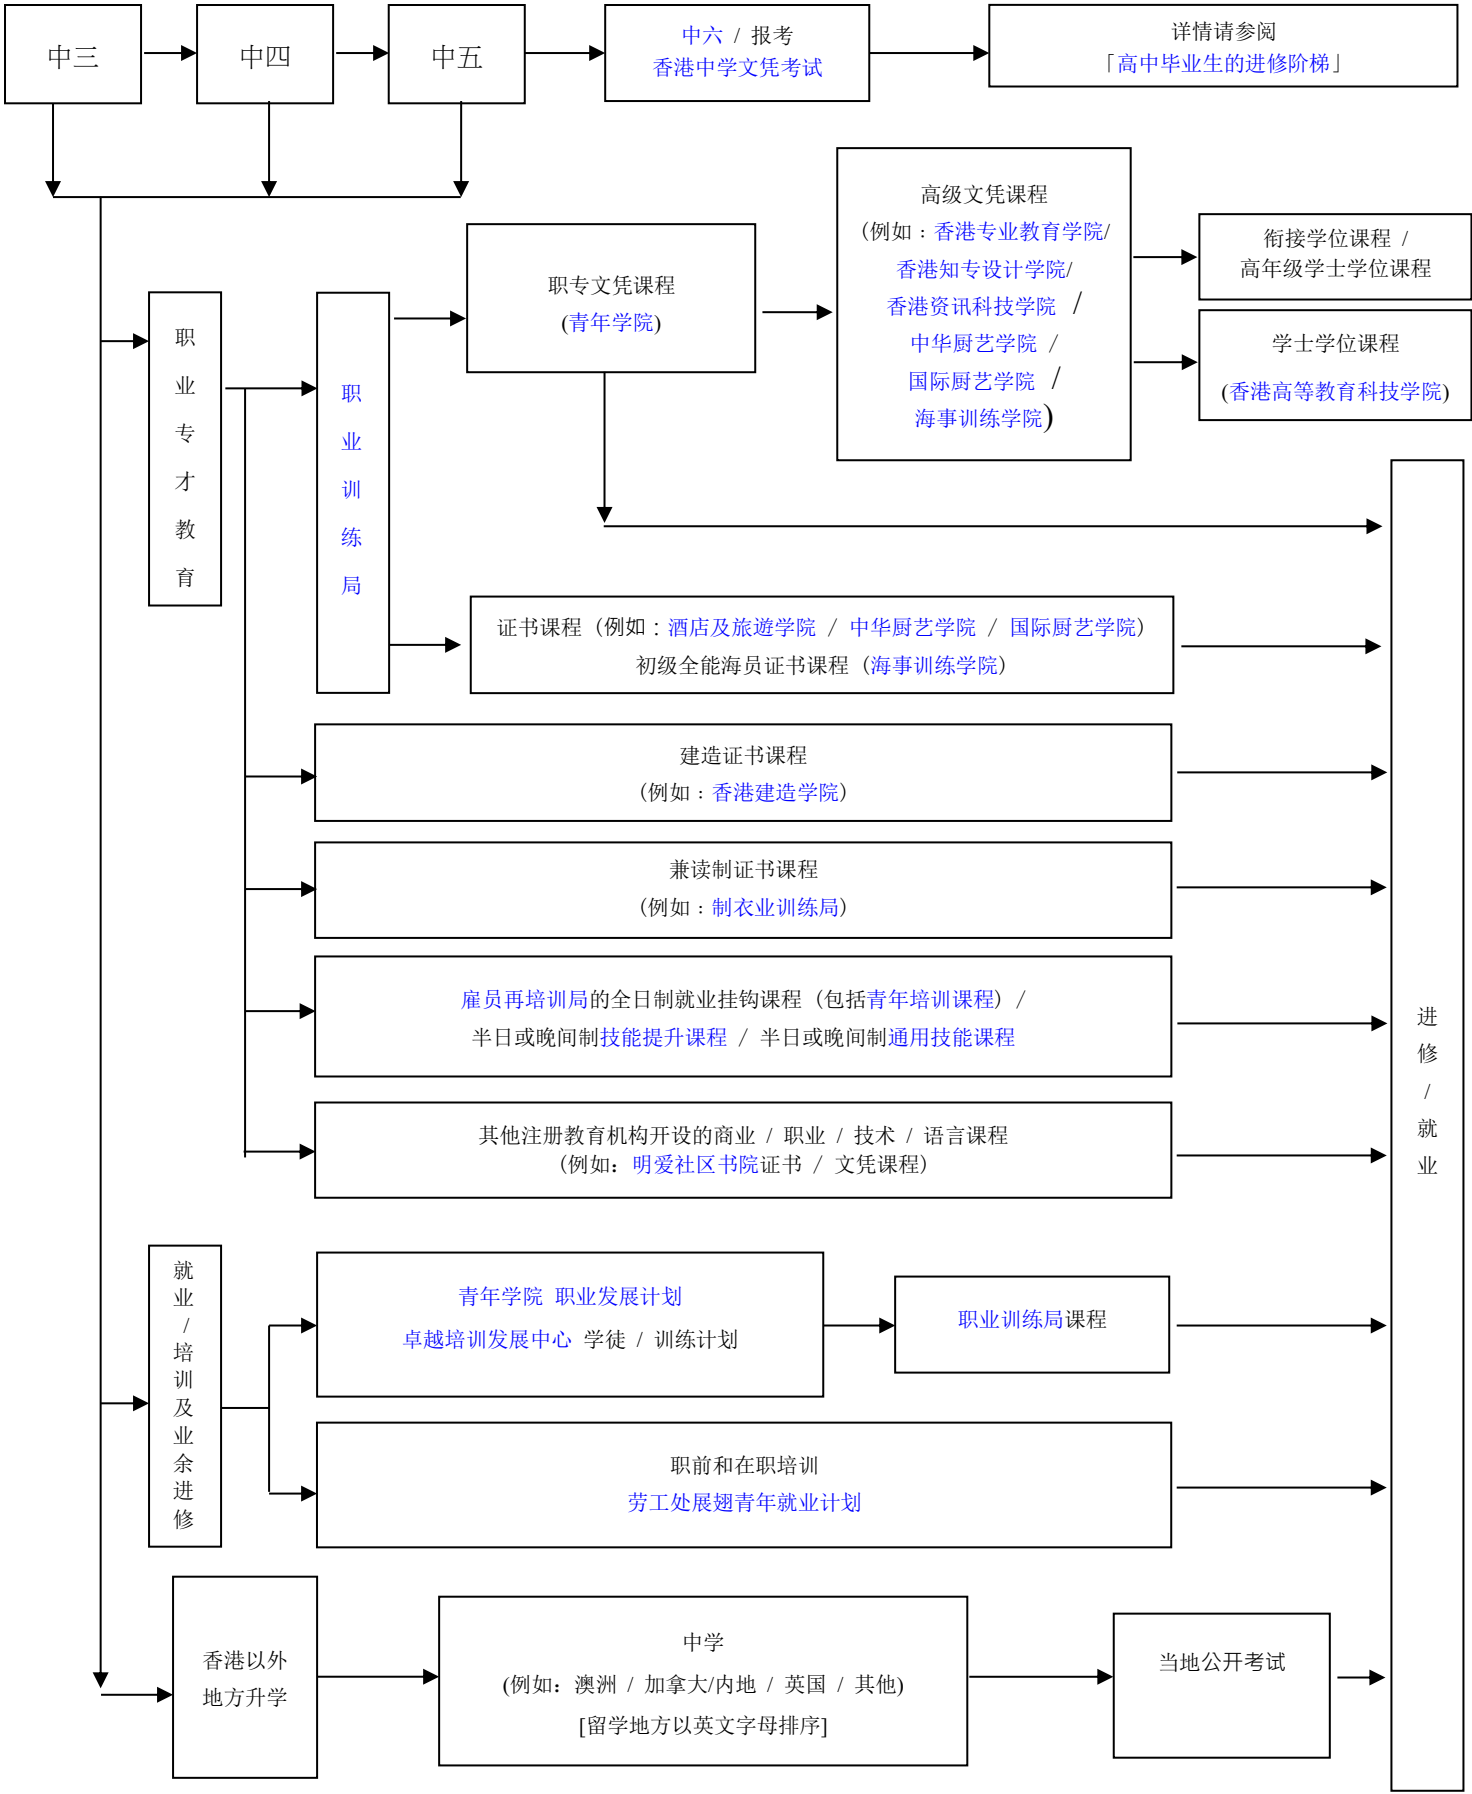 中三
中四
中五
中六 / 报考
香港中学文凭考试
详情请参阅
「高中毕业生的进修阶梯」
高级文凭课程
（例如：香港专业教育学院/
香港知专设计学院/
香港资讯科技学院 /
中华厨艺学院 /
国际厨艺学院 /
海事训练学院)
衔接学位课程 /
高年级学士学位课程
学士学位课程
(香港高等教育科技学院)
职专文凭课程
(青年学院)
职业专才教育
职业训练局
证书课程（例如：酒店及旅遊学院 / 中华厨艺学院 / 国际厨艺学院）
初级全能海员证书课程（海事训练学院）
建造证书课程
（例如：香港建造学院）
兼读制证书课程
（例如：制衣业训练局）
雇员再培训局的全日制就业挂钩课程（包括青年培训课程）/
半日或晚间制技能提升课程 / 半日或晚间制通用技能课程
其他注册教育机构开设的商业 / 职业 / 技术 / 语言课程
（例如: 明爱社区书院证书 / 文凭课程）
进修/就业
就业/培训及业余进修
青年学院 职业发展计划
卓越培训发展中心 学徒 / 训练计划
职业训练局课程
职前和在职培训
劳工处展翅青年就业计划
香港以外
地方升学
中学
(例如: 澳洲 / 加拿大/内地 / 英国 / 其他)
[留学地方以英文字母排序]
当地公开考试